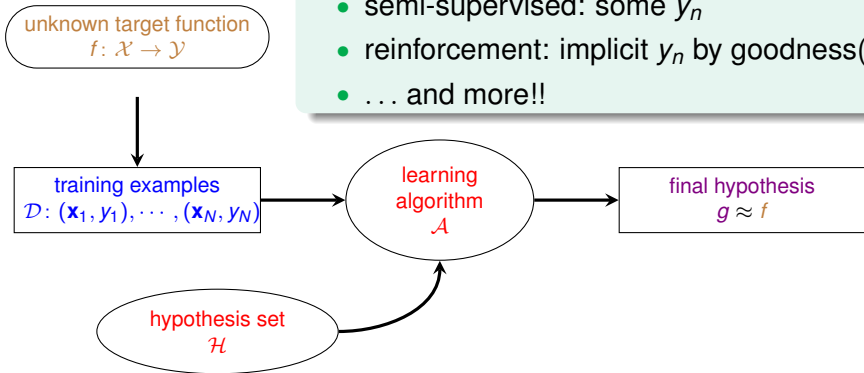 • semi-supervised: some yₙ
• reinforcement: implicit yₙ by goodness(
• . . . and more!!
unknown target function
f: 𝒳 → 𝒴
training examples
𝒟: (𝐱₁, y₁), ⋯ , (𝐱_N, y_N)
learning
algorithm
𝒜
final hypothesis
g ≈ f
hypothesis set
ℋ